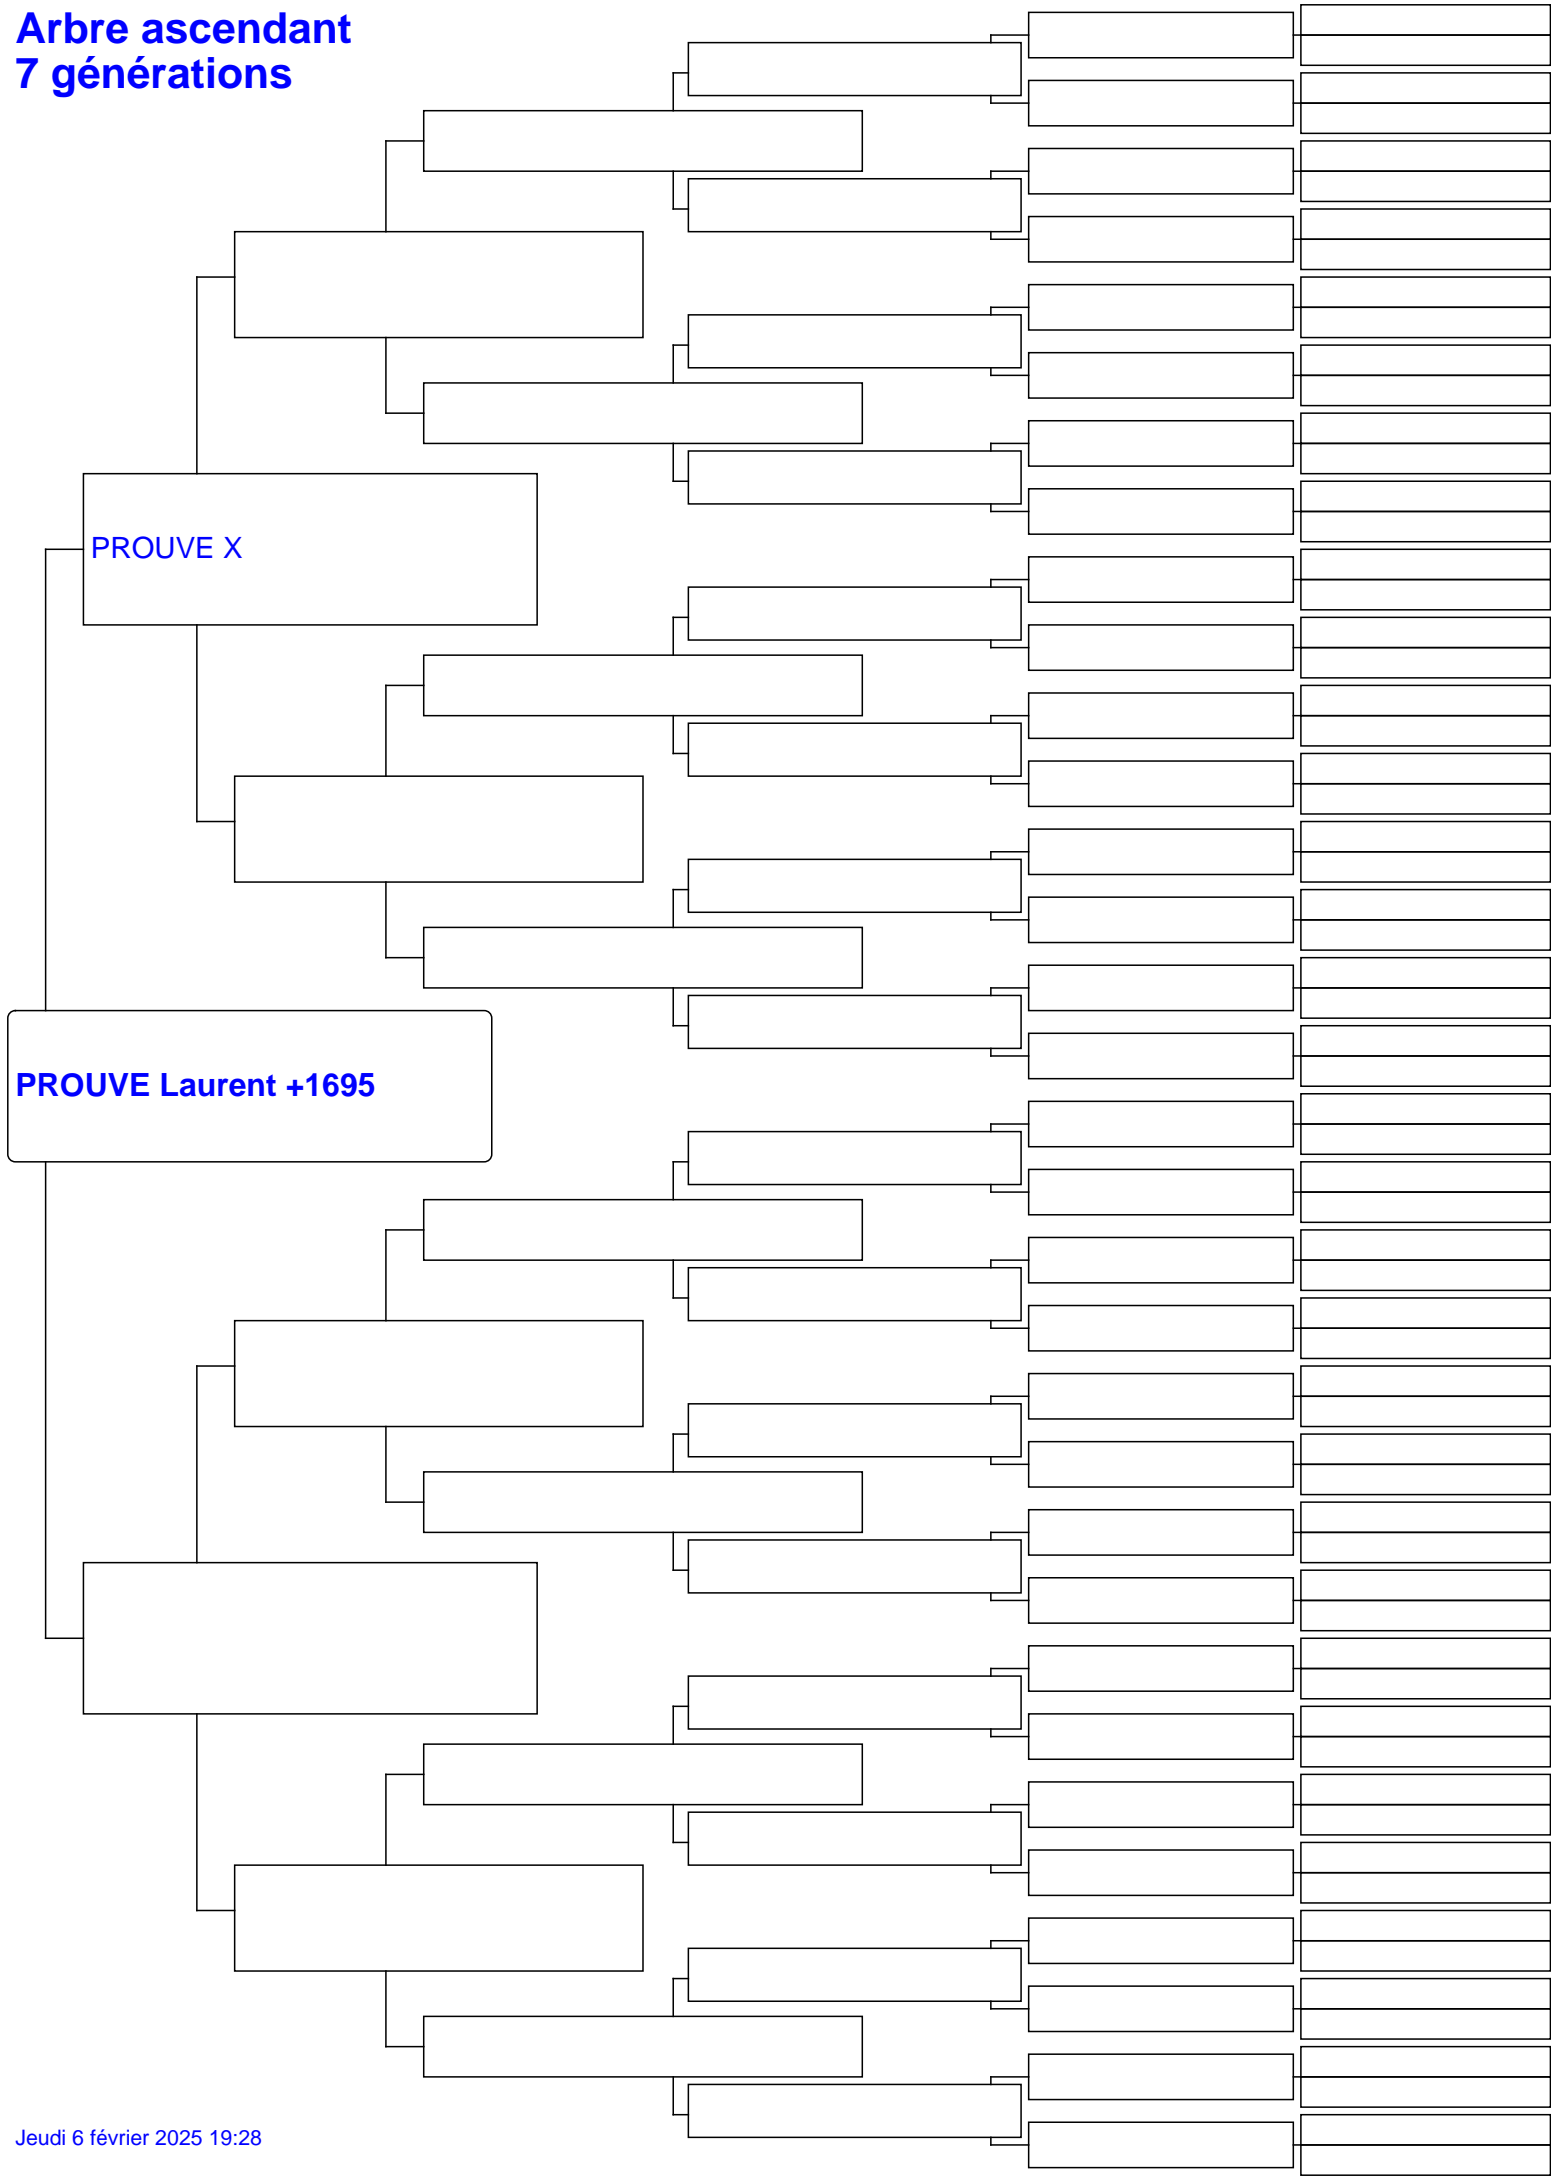 Arbre ascendant
7 générations
PROUVE X
PROUVE Laurent +1695
Jeudi 6 février 2025 19:28